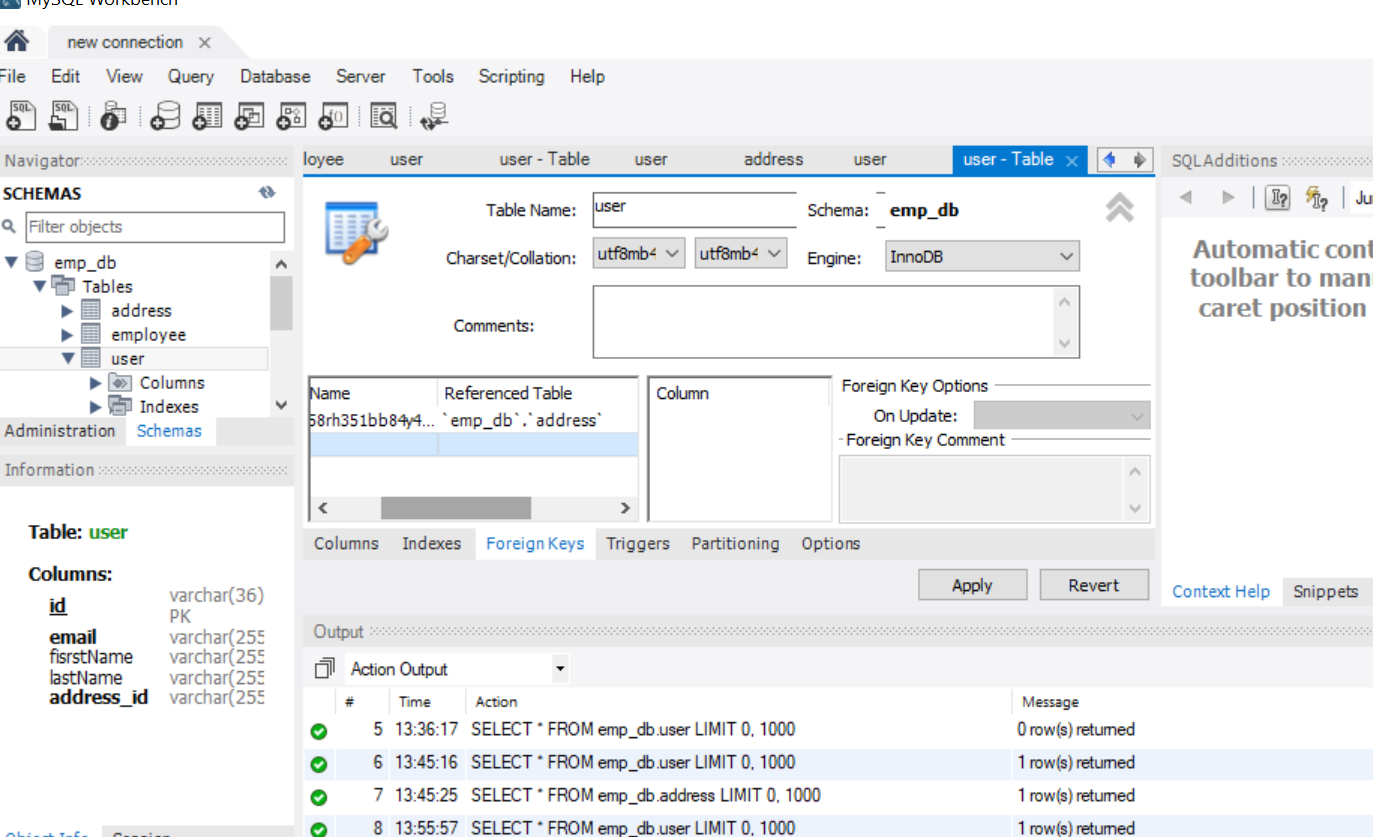 MySQL Workbench
new connection
File Edit View Query Database Server Tools Scripting Help
Navigator
SCHEMAS
Filter objects
emp_db
Tables
address
employee
user
Columns
Indexes
Administration Schemas
Information
Table: user
Columns:
id varchar(36) PK
email varchar(255
fisrstName varchar(255
lastName varchar(255
address_id varchar(255
loyee user user - Table user address user user - Table
Table Name: user Schema: emp_db
Charset/Collation: utf8mb4 utf8mb4 Engine: InnoDB
Comments:
Name Referenced Table
58rh351bb84y4... `emp_db`.`address`
Column
Foreign Key Options
On Update:
Foreign Key Comment
Columns Indexes Foreign Keys Triggers Partitioning Options
Apply Revert
Output
Action Output
# Time Action Message
5 13:36:17 SELECT * FROM emp_db.user LIMIT 0, 1000 0 row(s) returned
6 13:45:16 SELECT * FROM emp_db.user LIMIT 0, 1000 1 row(s) returned
7 13:45:25 SELECT * FROM emp_db.address LIMIT 0, 1000 1 row(s) returned
8 13:55:57 SELECT * FROM emp_db.user LIMIT 0, 1000 1 row(s) returned
SQLAdditions
Ju
Automatic cont
toolbar to man
caret position
Context Help Snippets
Object Info Session